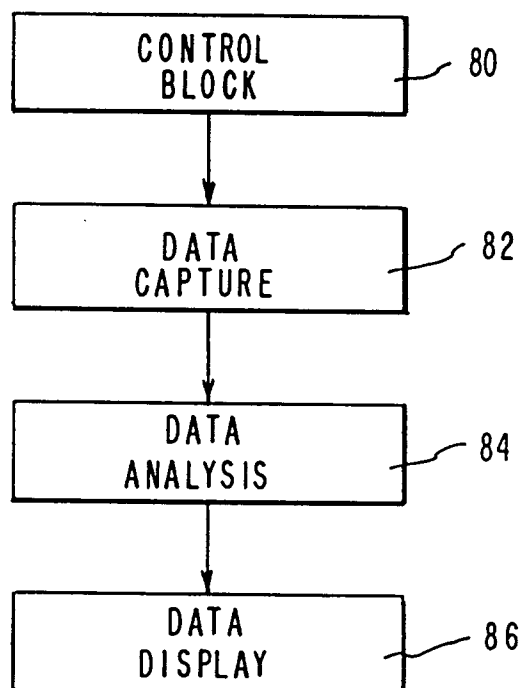 CONTROL
BLOCK
80
DATA
CAPTURE
82
DATA
ANALYSIS
84
DATA
DISPLAY
86